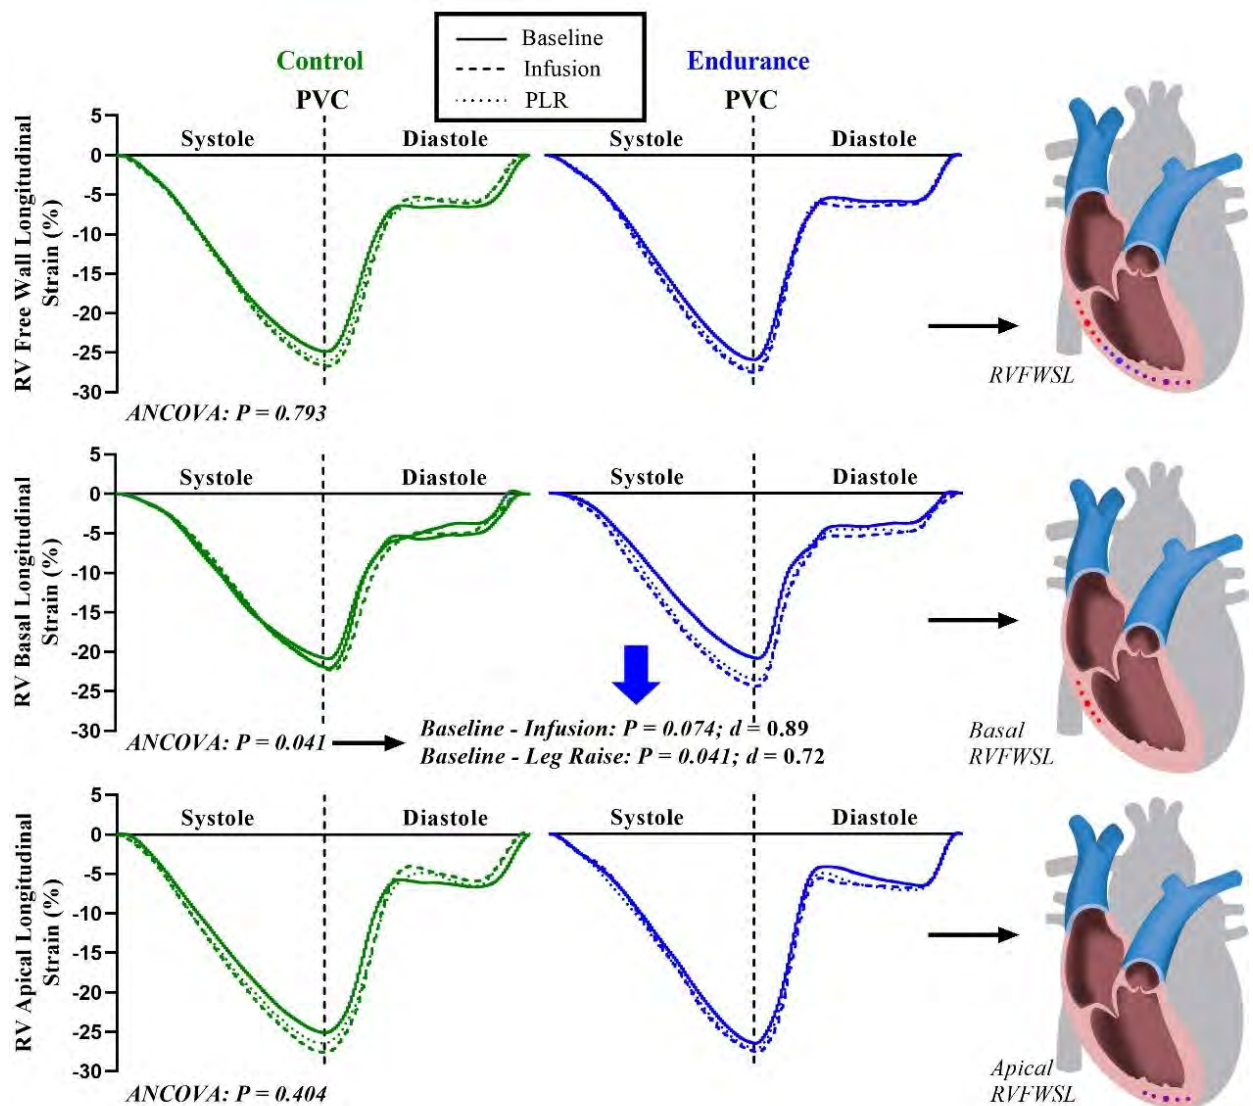 Baseline
Infusion
PLR
Control
Endurance
PVC
PVC
RV Free Wall Longitudinal
Strain (%)
5
0
-5
-10
-15
-20
-25
-30
Systole
Diastole
Systole
Diastole
ANCOVA: P = 0.793
RVFWSL
RV Basal Longitudinal
Strain (%)
5
0
-5
-10
-15
-20
-25
-30
Systole
Diastole
Systole
Diastole
ANCOVA: P = 0.041
Baseline - Infusion: P = 0.074; d = 0.89
Baseline - Leg Raise: P = 0.041; d = 0.72
Basal
RVFWSL
RV Apical Longitudinal
Strain (%)
5
0
-5
-10
-15
-20
-25
-30
Systole
Diastole
Systole
Diastole
ANCOVA: P = 0.404
Apical
RVFWSL